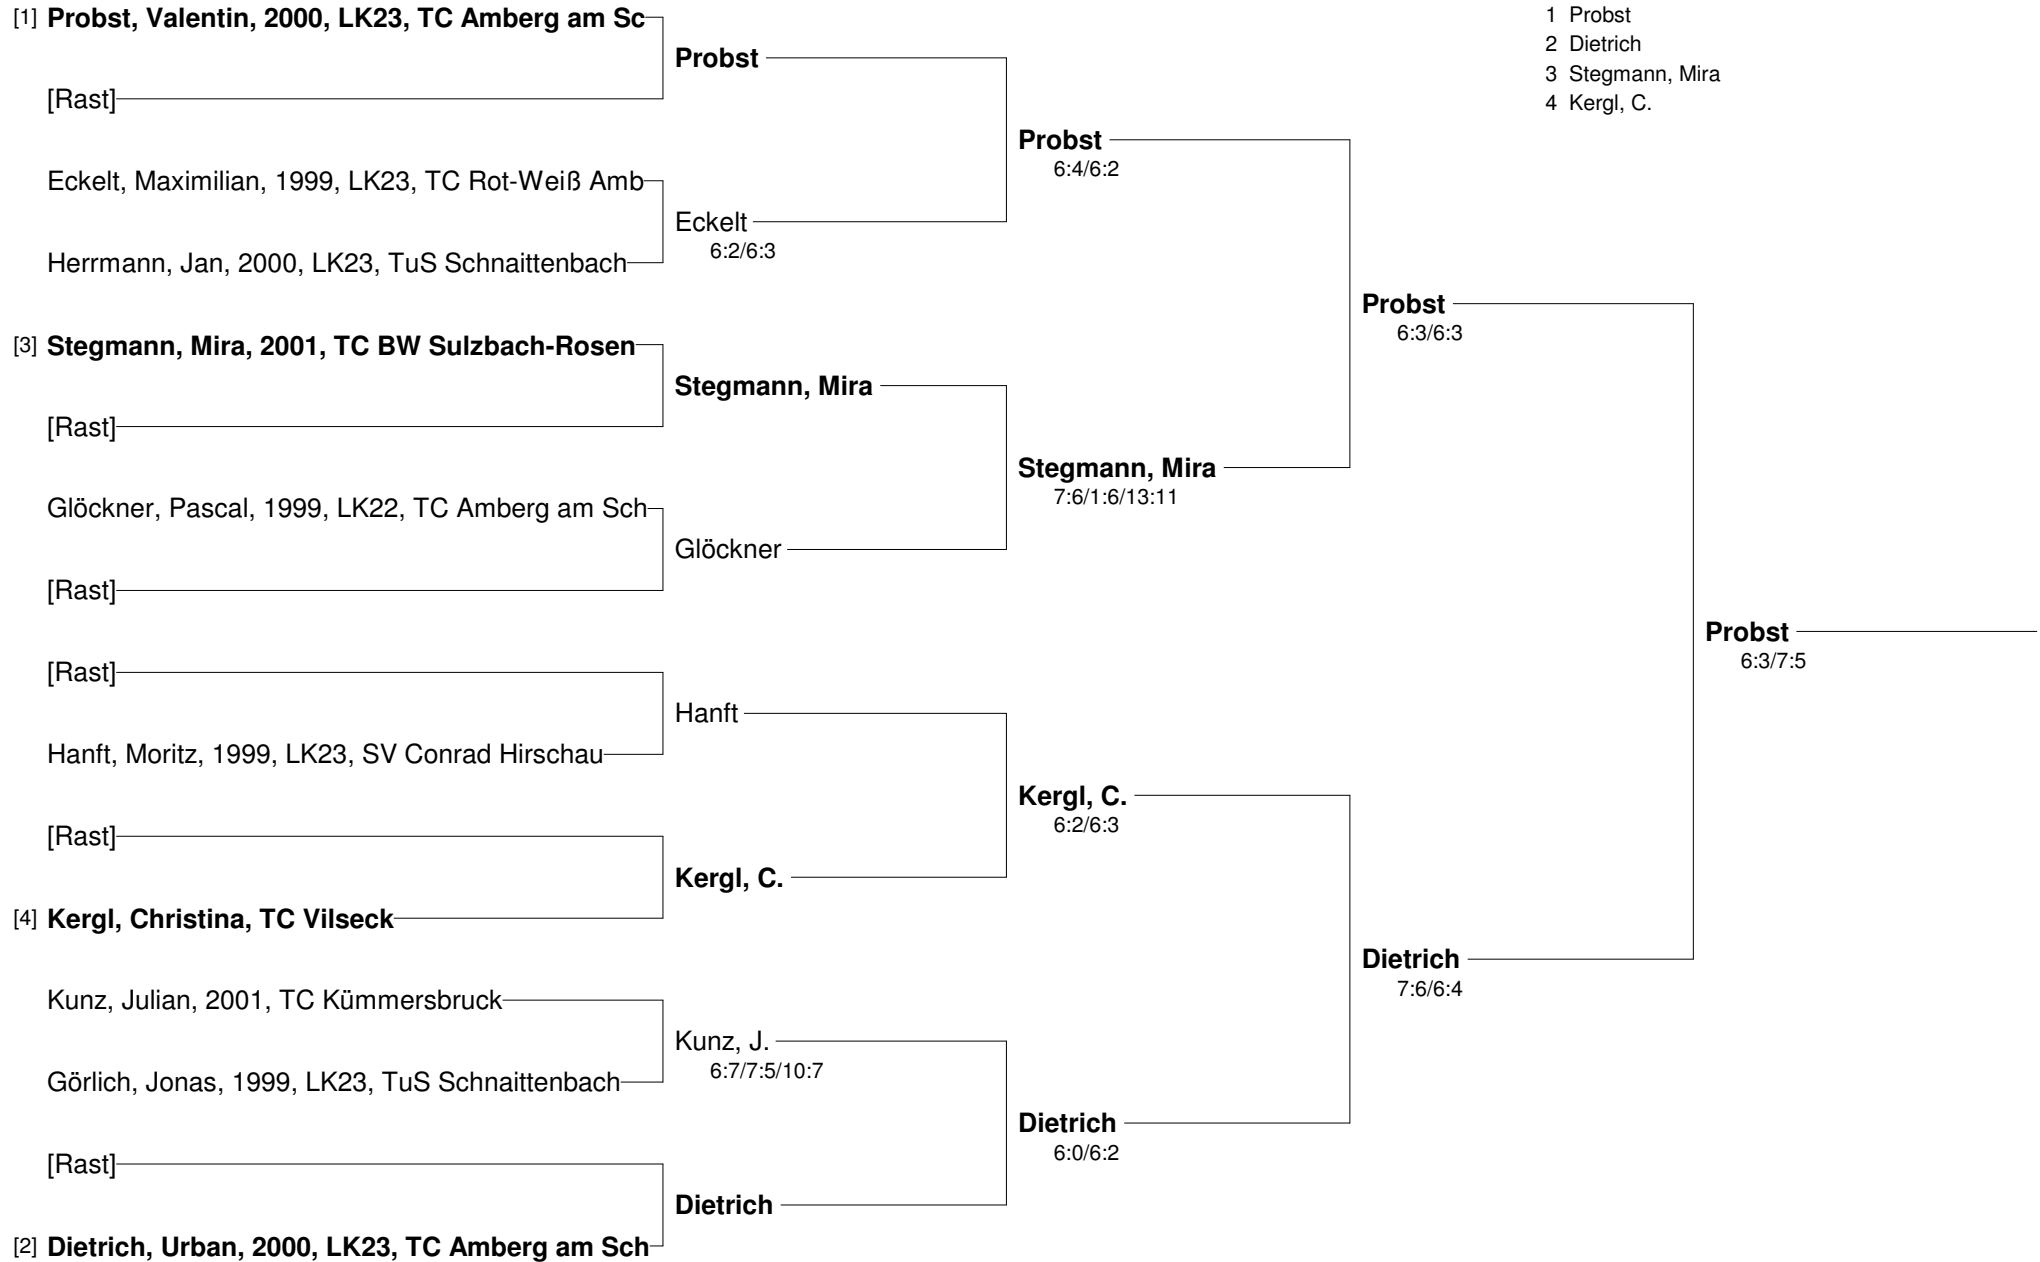 [1] Probst, Valentin, 2000, LK23, TC Amberg am Sc
[Rast]
Eckelt, Maximilian, 1999, LK23, TC Rot-Weiß Amb
Herrmann, Jan, 2000, LK23, TuS Schnaittenbach
[3] Stegmann, Mira, 2001, TC BW Sulzbach-Rosen
[Rast]
Glöckner, Pascal, 1999, LK22, TC Amberg am Sch
[Rast]
[Rast]
Hanft, Moritz, 1999, LK23, SV Conrad Hirschau
[Rast]
[4] Kergl, Christina, TC Vilseck
Kunz, Julian, 2001, TC Kümmersbruck
Görlich, Jonas, 1999, LK23, TuS Schnaittenbach
[Rast]
[2] Dietrich, Urban, 2000, LK23, TC Amberg am Sch
Probst
Eckelt
6:2/6:3
Stegmann, Mira
Glöckner
Hanft
Kergl, C.
Kunz, J.
6:7/7:5/10:7
Dietrich
Probst
6:4/6:2
Stegmann, Mira
7:6/1:6/13:11
Kergl, C.
6:2/6:3
Dietrich
6:0/6:2
Probst
6:3/6:3
Dietrich
7:6/6:4
Probst
6:3/7:5
1 Probst
2 Dietrich
3 Stegmann, Mira
4 Kergl, C.